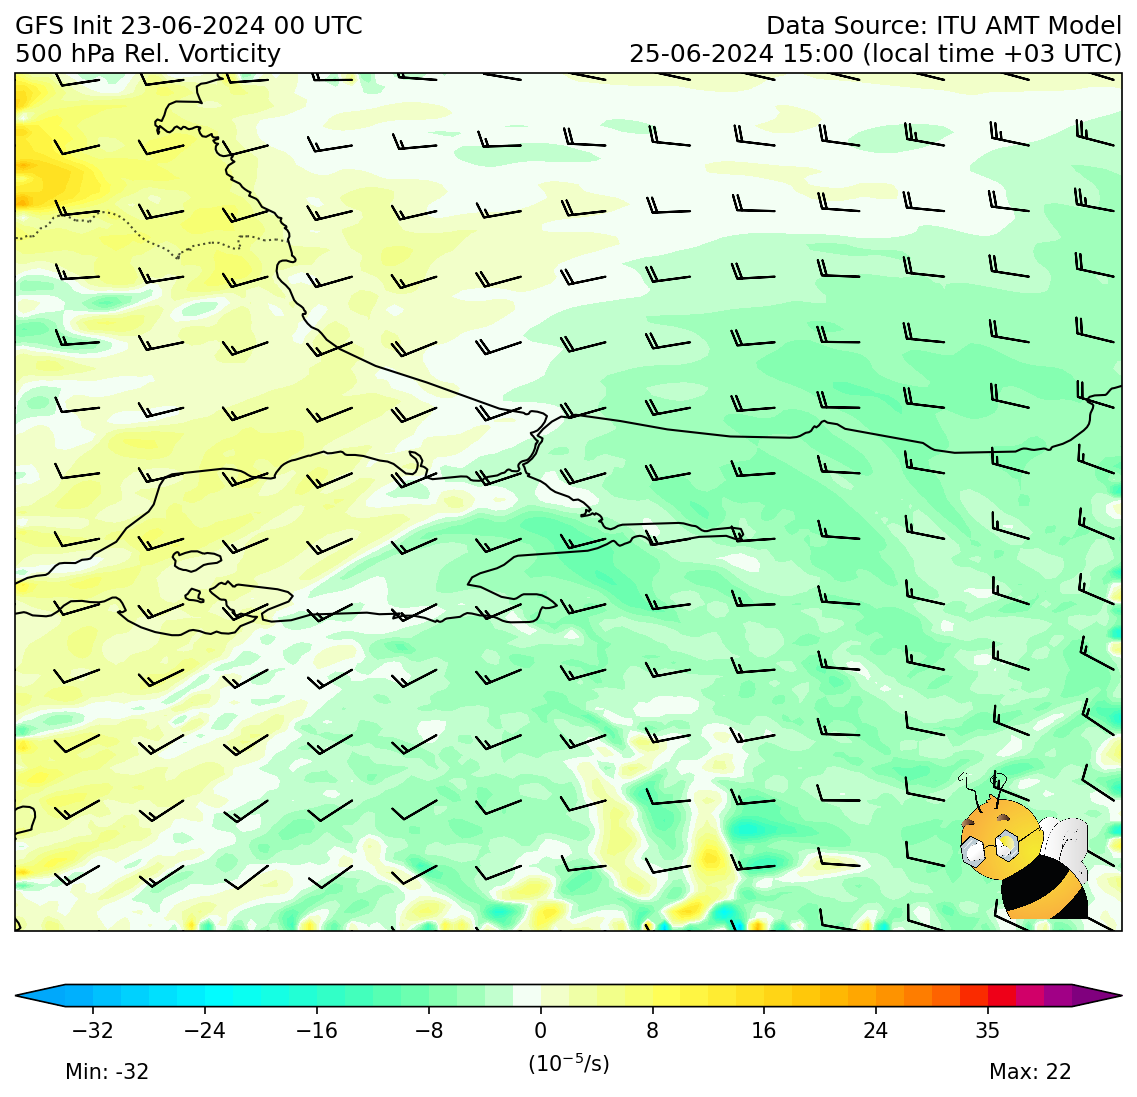 GFS Init 23-06-2024 00 UTC
Data Source: ITU AMT Model
500 hPa Rel. Vorticity
25-06-2024 15:00 (local time +03 UTC)
−32 −24 −16 −8 0 8 16 24 35
(10⁻⁵/s)
Min: -32
Max: 22